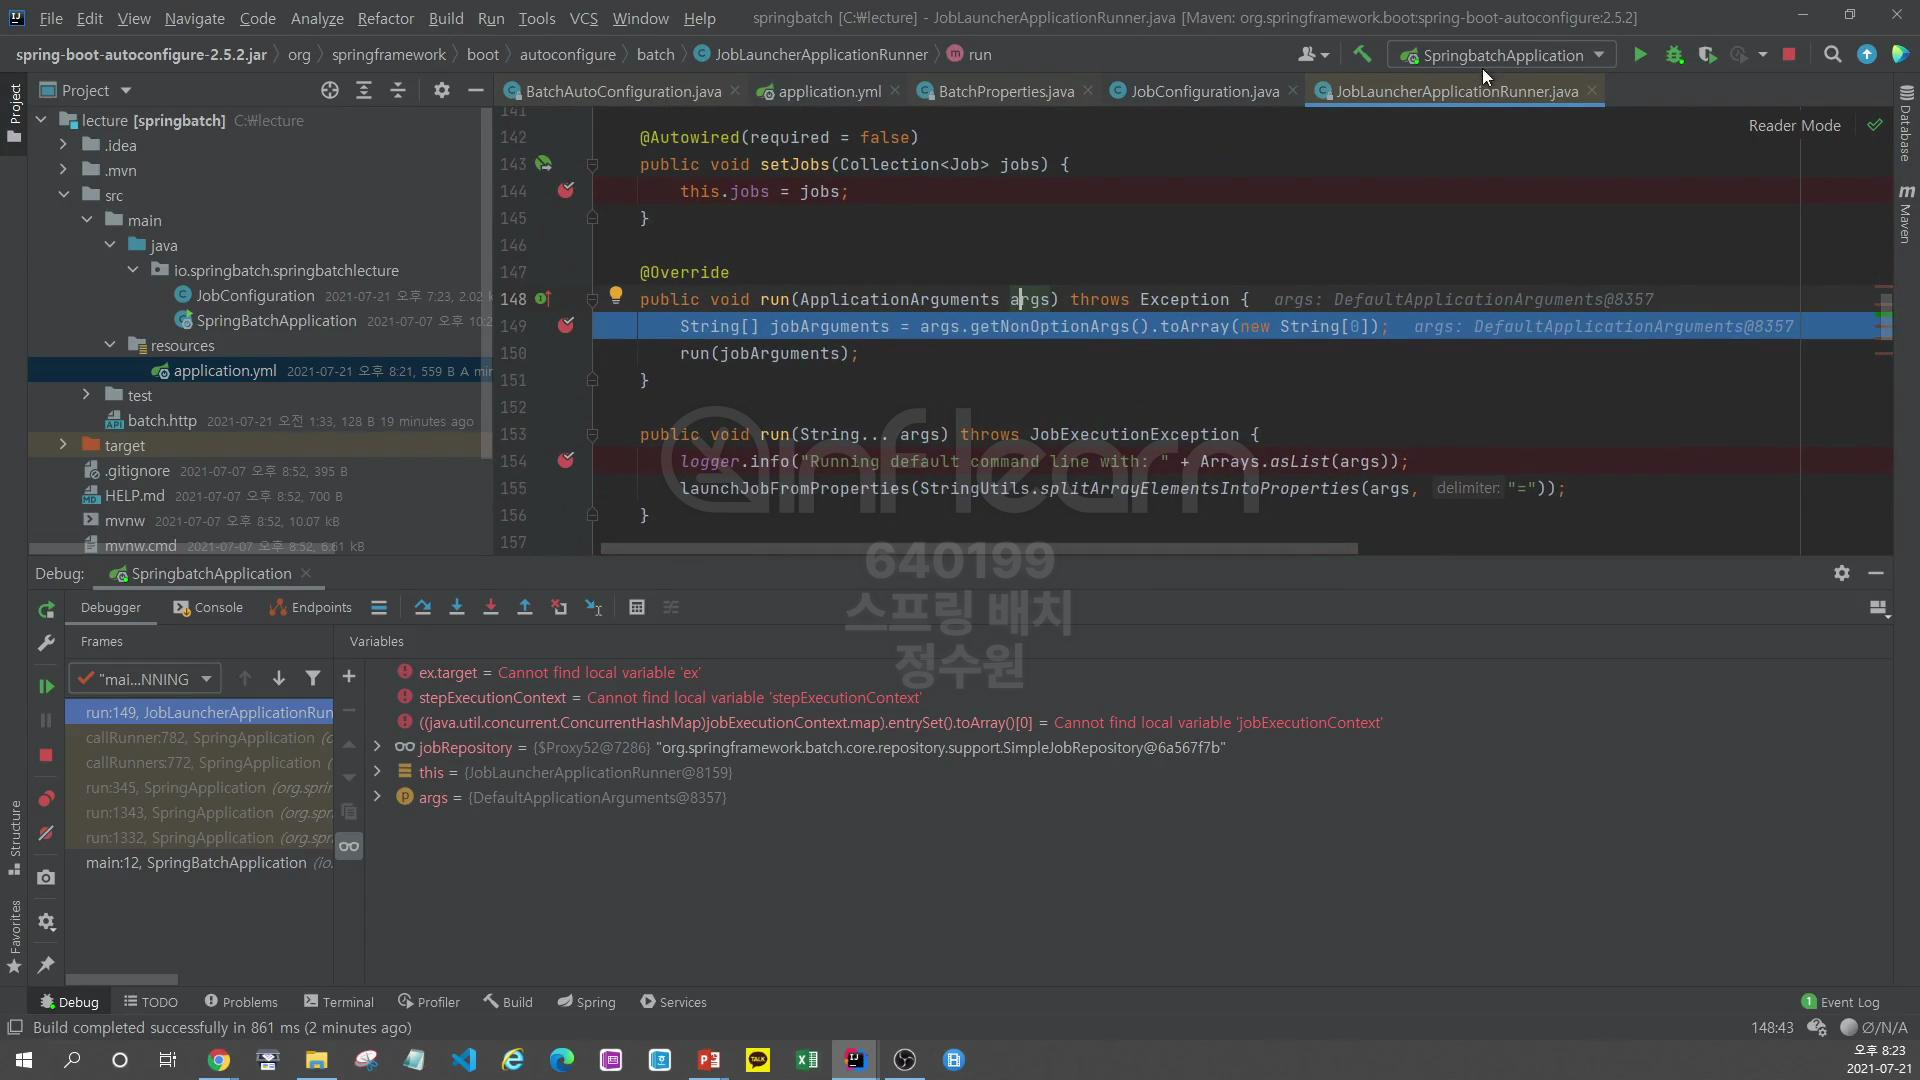 File Edit View Navigate Code Analyze Refactor Build Run Tools VCS Window Help springbatch [C:₩lecture] - JobLauncherApplicationRunner.java [Maven: org.springframework.boot:spring-boot-autoconfigure:2.5.2]
spring-boot-autoconfigure-2.5.2.jar org springframework boot autoconfigure batch JobLauncherApplicationRunner run SpringbatchApplication
Project BatchAutoConfiguration.java application.yml BatchProperties.java JobConfiguration.java JobLauncherApplicationRunner.java
Project
Structure
Favorites
Database
Maven
Reader Mode
lecture [springbatch] C:₩lecture
.idea
.mvn
src
main
java
io.springbatch.springbatchlecture
JobConfiguration 2021-07-21 오후 7:23, 2.02 k
SpringBatchApplication 2021-07-21 오후 10:2
resources
application.yml 2021-07-21 오후 8:21, 559 B A min
test
batch.http 2021-07-21 오전 1:33, 128 B 19 minutes ago
target
.gitignore 2021-07-07 오후 8:52, 395 B
HELP.md 2021-07-07 오후 8:52, 700 B
mvnw 2021-07-07 오후 8:52, 10.07 kB
mvnw.cmd 2021-07-07 오후 8:52, 6.61 kB
141
142 @Autowired(required = false)
143 public void setJobs(Collection<Job> jobs) {
144 this.jobs = jobs;
145 }
146
147 @Override
148 public void run(ApplicationArguments args) throws Exception { args: DefaultApplicationArguments@8357
149 String[] jobArguments = args.getNonOptionArgs().toArray(new String[0]); args: DefaultApplicationArguments@8357
150 run(jobArguments);
151 }
152
153 public void run(String... args) throws JobExecutionException {
154 logger.info("Running default command line with: " + Arrays.asList(args));
155 launchJobFromProperties(StringUtils.splitArrayElementsIntoProperties(args, delimiter: "="));
156 }
157
inflearn
640199
스프링 배치
정수원
Debug: SpringbatchApplication
Debugger Console Endpoints
Frames Variables
"mai...NNING
run:149, JobLauncherApplicationRun
callRunner:782, SpringApplication (o
callRunners:772, SpringApplication (
run:345, SpringApplication (org.sprin
run:1343, SpringApplication (org.spr
run:1332, SpringApplication (org.spr
main:12, SpringBatchApplication (io.
ex.target = Cannot find local variable 'ex'
stepExecutionContext = Cannot find local variable 'stepExecutionContext'
((java.util.concurrent.ConcurrentHashMap)jobExecutionContext.map).entrySet().toArray()[0] = Cannot find local variable 'jobExecutionContext'
jobRepository = {$Proxy52@7286} "org.springframework.batch.core.repository.support.SimpleJobRepository@6a567f7b"
this = {JobLauncherApplicationRunner@8159}
args = {DefaultApplicationArguments@8357}
Debug TODO Problems Terminal Profiler Build Spring Services 1 Event Log
Build completed successfully in 861 ms (2 minutes ago) 148:43 ∅/N/A
오후 8:23
2021-07-21